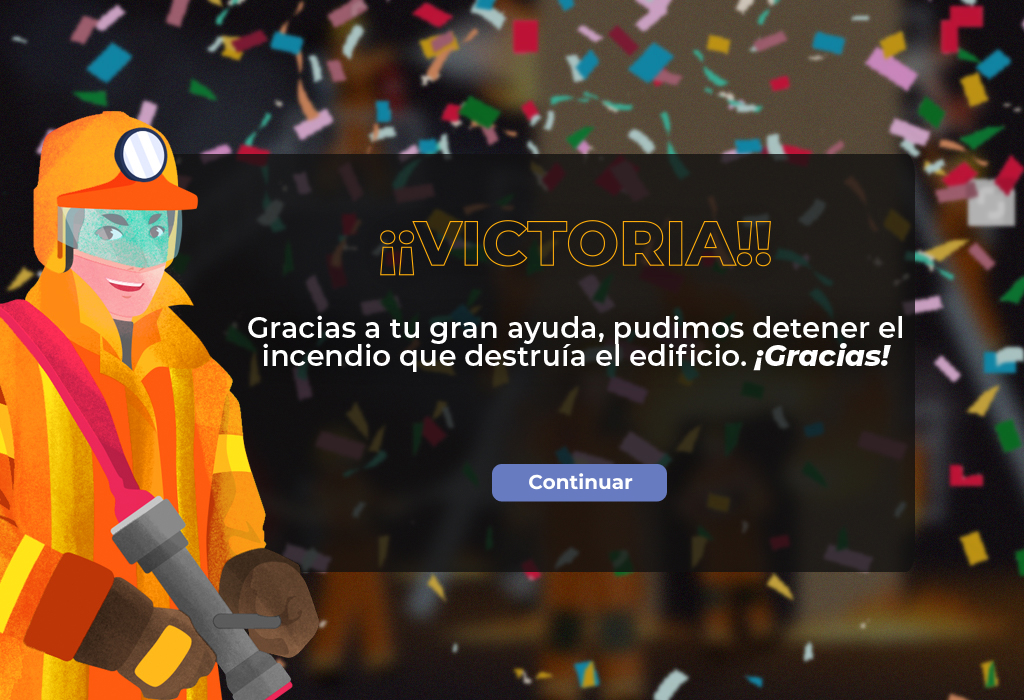 ¡¡VICTORIA!!
Gracias a tu gran ayuda, pudimos detener el
incendio que destruía el edificio. ¡Gracias!
Continuar